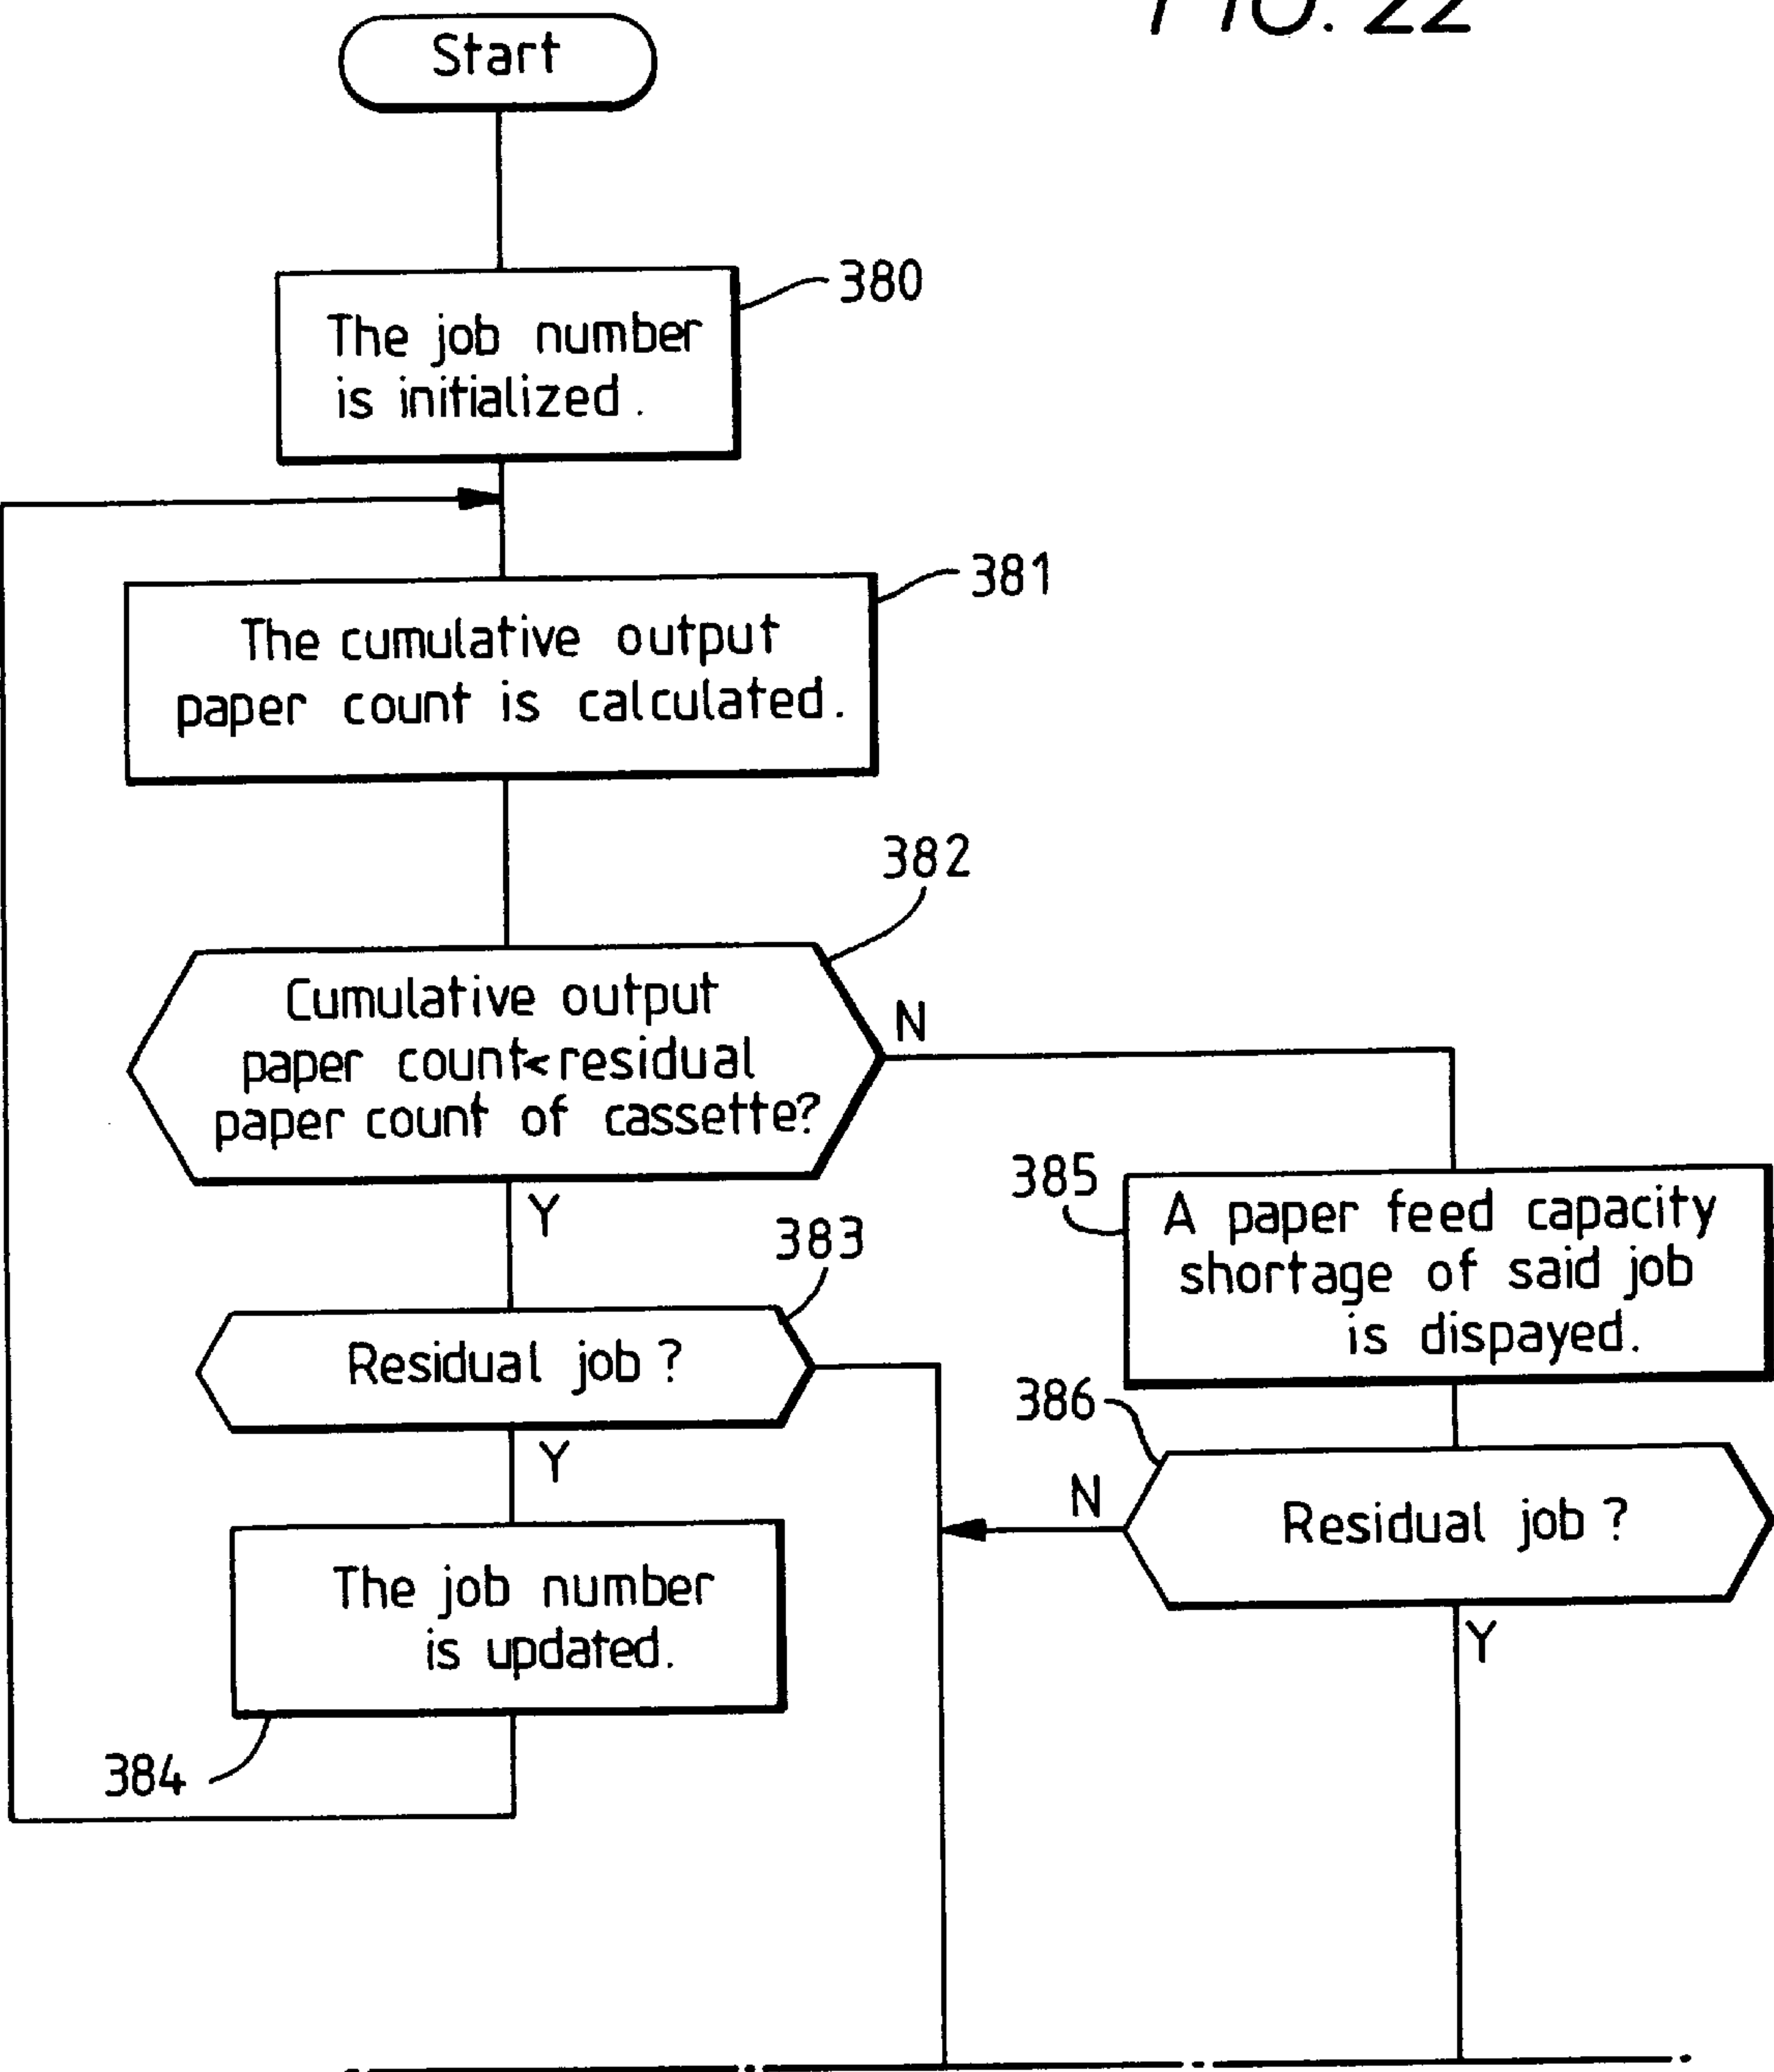 FIG. 22
Start
380
The job number
is initialized.
381
The cumulative output
paper count is calculated.
382
Cumulative output
paper count<residual
paper count of cassette?
N
Y
383
Residual job?
Y
The job number
is updated.
384
385
A paper feed capacity
shortage of said job
is dispayed.
386
N
Residual job?
Y